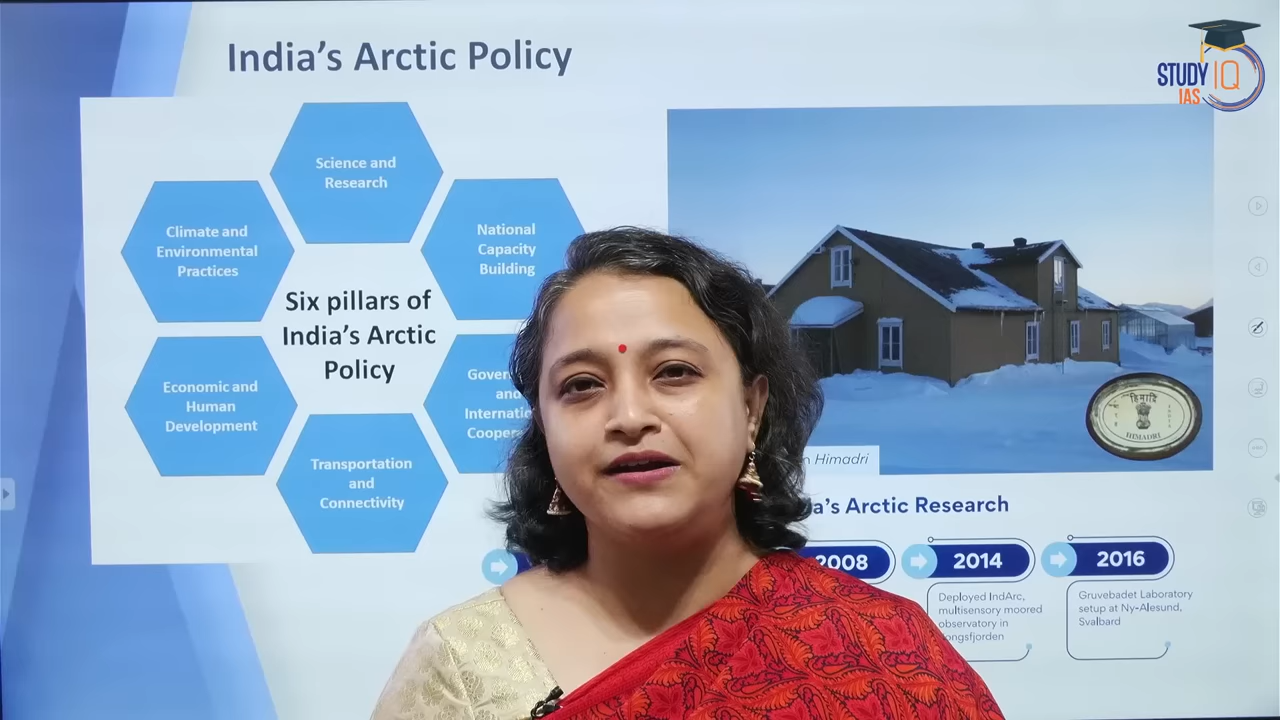 India's Arctic Policy
STUDY IQ
IAS
Science and
Research
Climate and
Environmental
Practices
National
Capacity
Building
Six pillars of
India's Arctic
Policy
Economic and
Human
Development
and
Transportation
and
Connectivity
Himadri
हिमाद्रि
HIMADRI
Arctic Research
2008
2014
2016
Deployed IndArc,
multisensory moored
observatory in
Gruvebadet Laboratory
setup at Ny-Alesund,
Svalbard